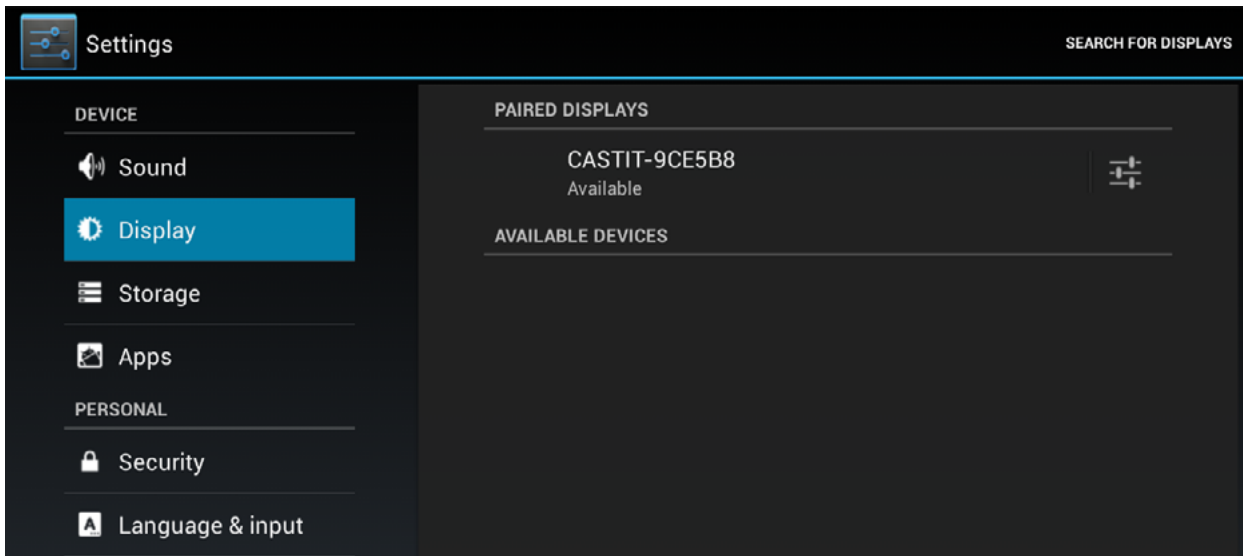 Settings
SEARCH FOR DISPLAYS
DEVICE
Sound
Display
Storage
Apps
PERSONAL
Security
Language & input
PAIRED DISPLAYS
CASTIT-9CE5B8
Available
AVAILABLE DEVICES